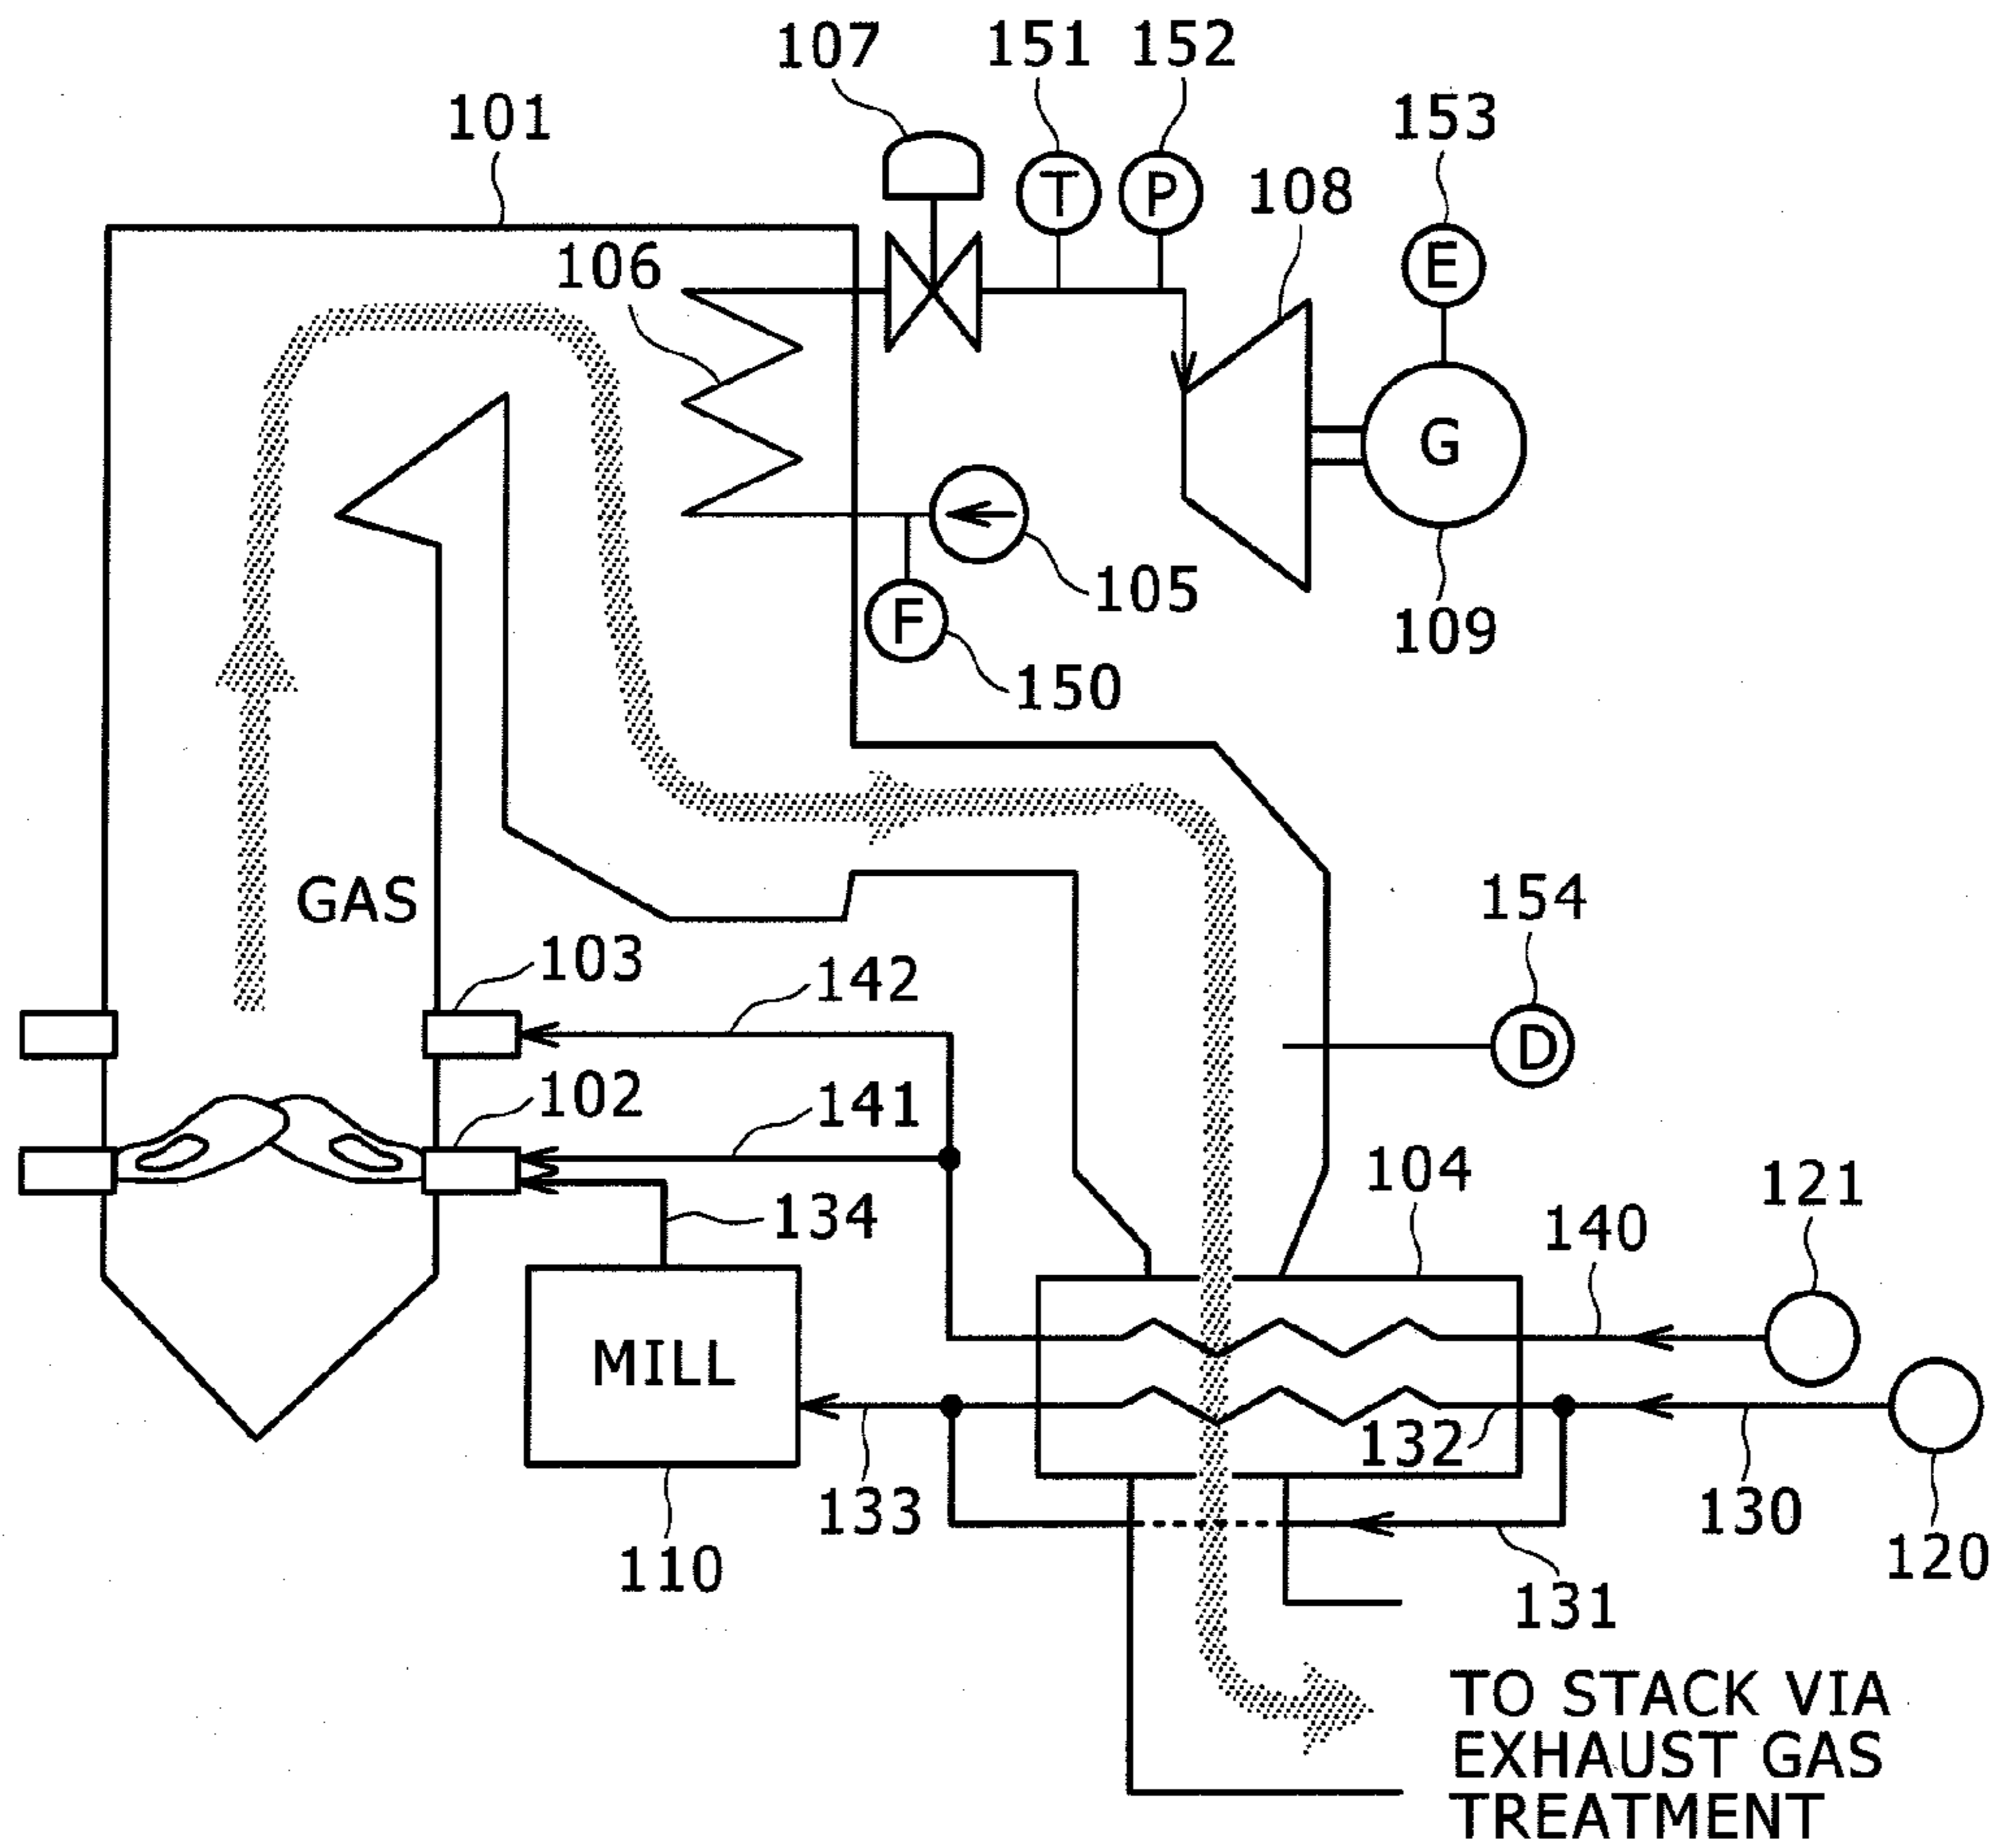 107
151
152
153
101
T
P
108
106
E
G
105
F
150
109
GAS
154
103
142
D
102
141
104
121
134
140
MILL
132
133
130
110
131
120
TO STACK VIA
EXHAUST GAS
TREATMENT